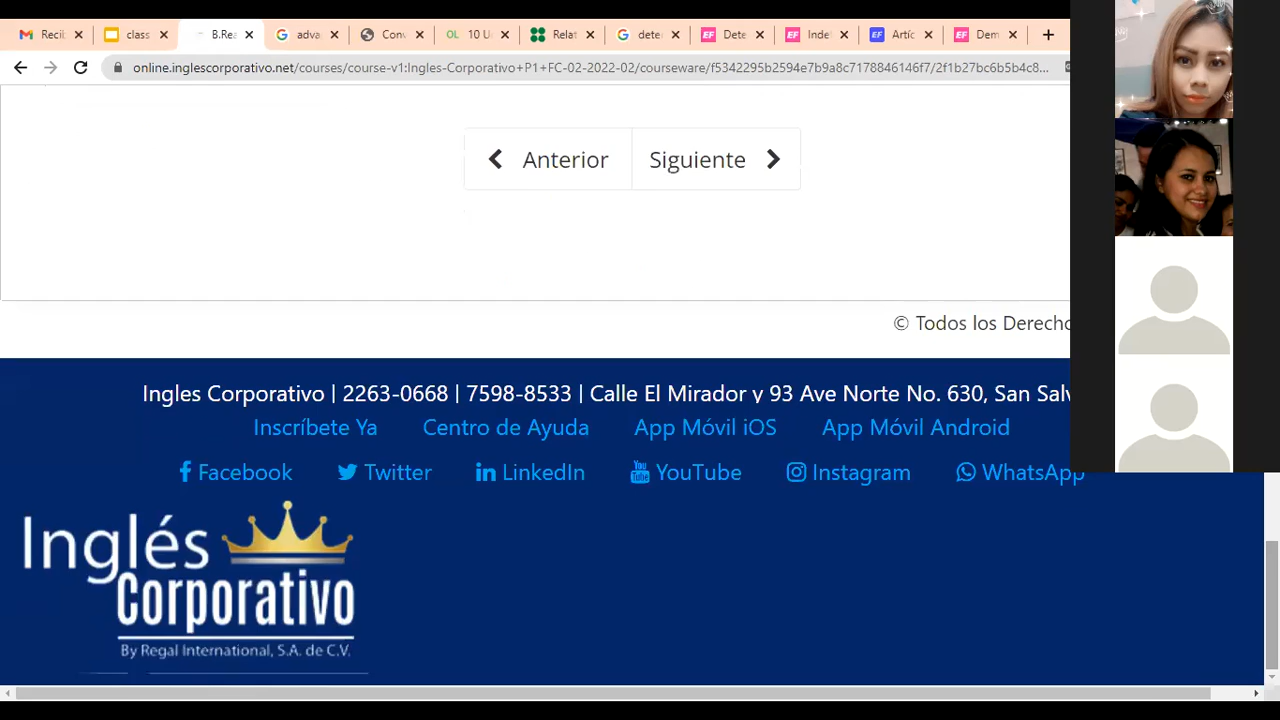 Recil
class
B.Rea
adva
Conv
10 U
Relat
dete
Dete
Inde
Artíc
Dem
online.inglescorporativo.net/courses/course-v1:Ingles-Corporativo+P1+FC-02-2022-02/courseware/f5342295b2594e7b9a8c7178846146f7/2f1b27bc6b5b4c8...
Anterior Siguiente
© Todos los Derecho
Ingles Corporativo | 2263-0668 | 7598-8533 | Calle El Mirador y 93 Ave Norte No. 630, San Salv
Inscríbete Ya Centro de Ayuda App Móvil iOS App Móvil Android
Facebook Twitter LinkedIn YouTube Instagram WhatsApp
Inglés
Corporativo
By Regal International, S.A. de C.V.